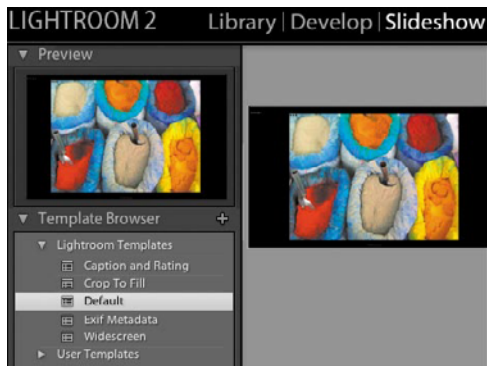 LIGHTROOM 2
Library | Develop | Slideshow
Preview
Template Browser +
Lightroom Templates
Caption and Rating
Crop To Fill
Default
Exif Metadata
Widescreen
User Templates